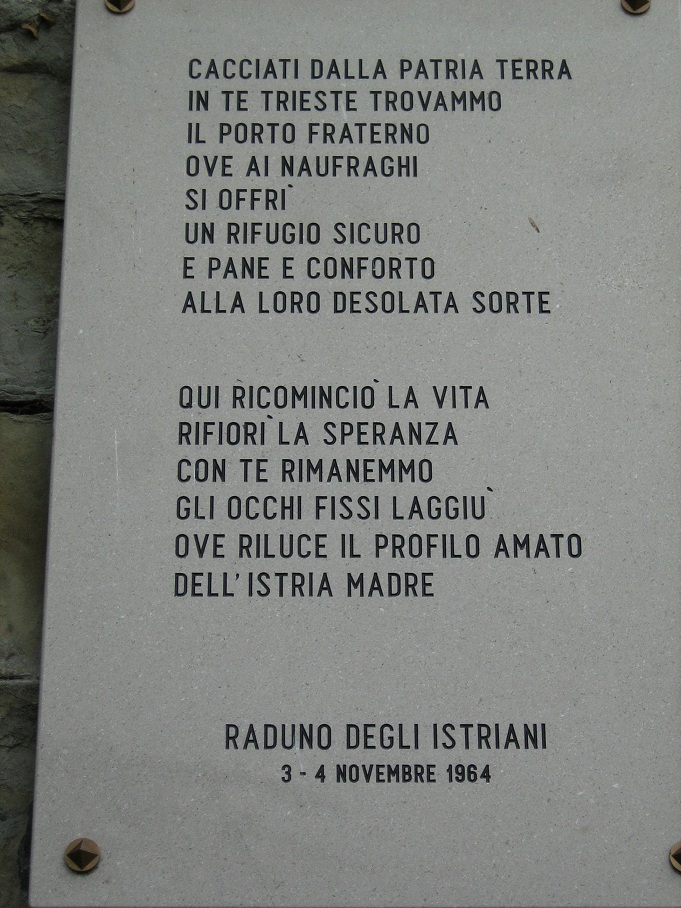 CACCIATI DALLA PATRIA TERRA
IN TE TRIESTE TROVAMMO
IL PORTO FRATERNO
OVE AI NAUFRAGHI
SI OFFRÌ
UN RIFUGIO SICURO
E PANE E CONFORTO
ALLA LORO DESOLATA SORTE
QUI RICOMINCIÒ LA VITA
RIFIORÌ LA SPERANZA
CON TE RIMANEMMO
GLI OCCHI FISSI LAGGIÙ
OVE RILUCE IL PROFILO AMATO
DELL'ISTRIA MADRE
RADUNO DEGLI ISTRIANI
3 - 4 NOVEMBRE 1964